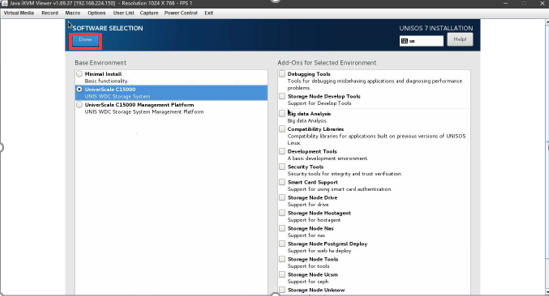 Java iKVM Viewer v1.69.37 [192.168.224.150] - Resolution 1024 X 768 - FPS 1
Virtual Media Record Macro Options User List Capture Power Control Exit
SOFTWARE SELECTION
UNISOS 7 INSTALLATION
Done
us
Help!
Base Environment
Minimal Install
Basic functionality.
UniverScale C15000
UNIS WDC Storage System
UniverScale C15000 Management Platform
UNIS WDC Storage System Management Platform
Add-Ons for Selected Environment
Debugging Tools
Tools for debugging misbehaving applications and diagnosing performance
problems.
Storage Node Develop Tools
Support for Develop Tools
Big data Analysis
Big data Analysis.
Compatibility Libraries
Compatibility libraries for applications built on previous versions of UNISOS
Linux.
Development Tools
A basic development environment.
Security Tools
Security tools for integrity and trust verification.
Smart Card Support
Support for using smart card authentication.
Storage Node Drive
Support for drive
Storage Node Hostagent
Support for hostagent
Storage Node Nas
Support for nas
Storage Node Postgrest Deploy
Support for web ha deploy
Storage Node Tools
Support for tools
Storage Node Ucsm
Support for ceph
Storage Node Unknow